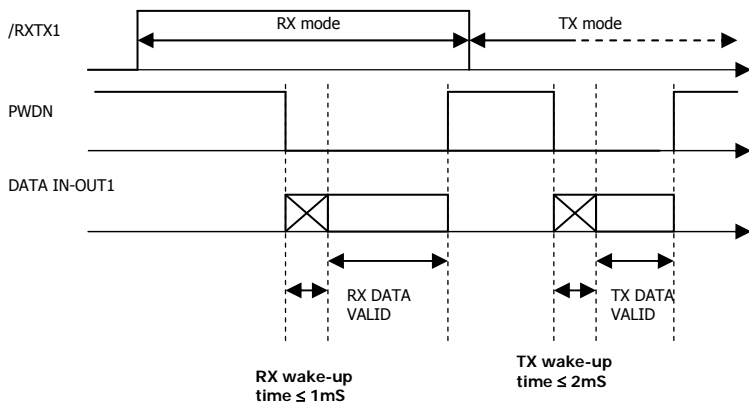 /RXTX1
RX mode
TX mode
PWDN
DATA IN-OUT1
RX DATA
VALID
TX DATA
VALID
RX wake-up
time ≤ 1mS
TX wake-up
time ≤ 2mS